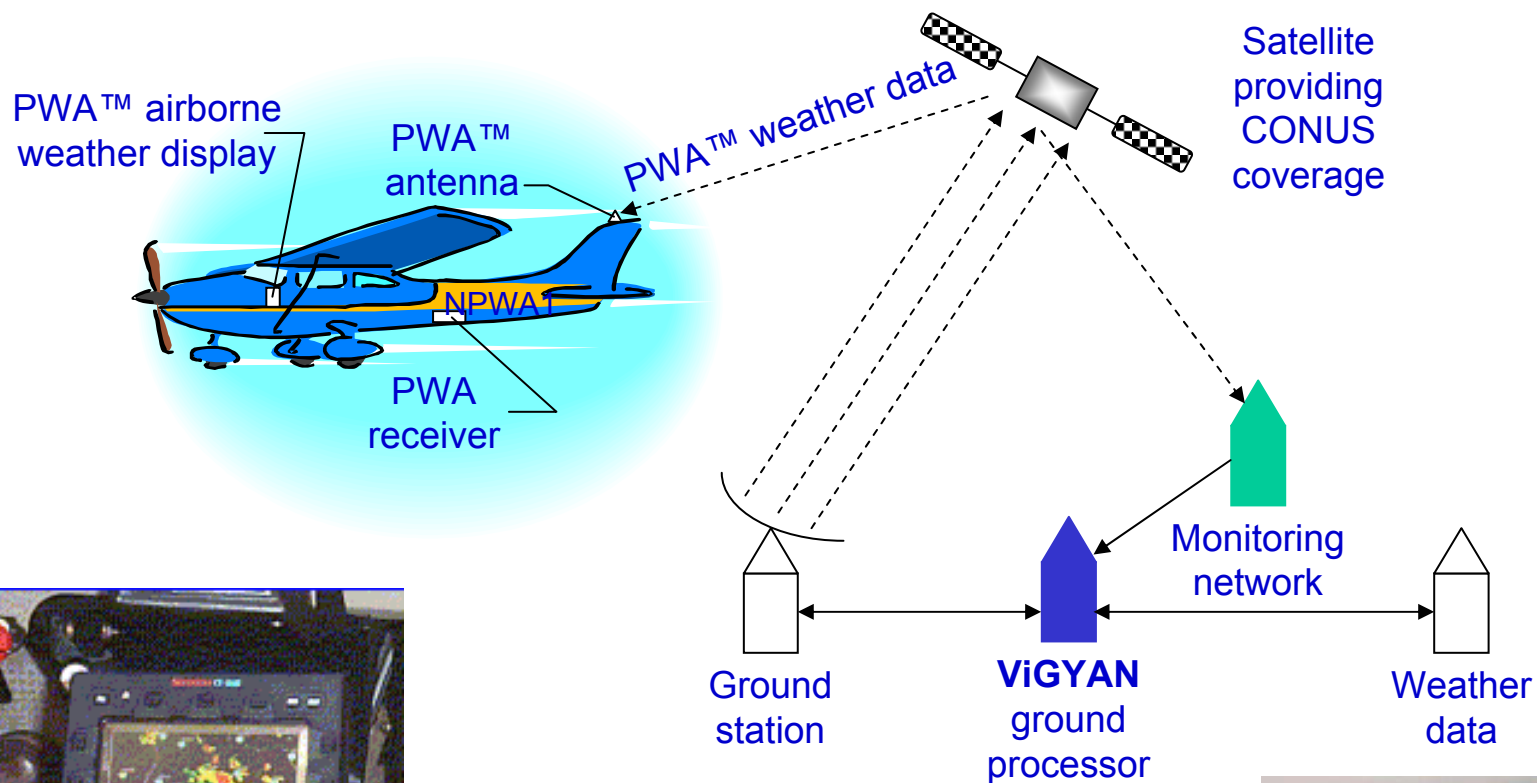 PWA™ airborne
weather display
PWA™
antenna
PWA™ weather data
Satellite
providing
CONUS
coverage
NPWA1
PWA
receiver
Monitoring
network
Ground
station
ViGYAN
ground
processor
Weather
data